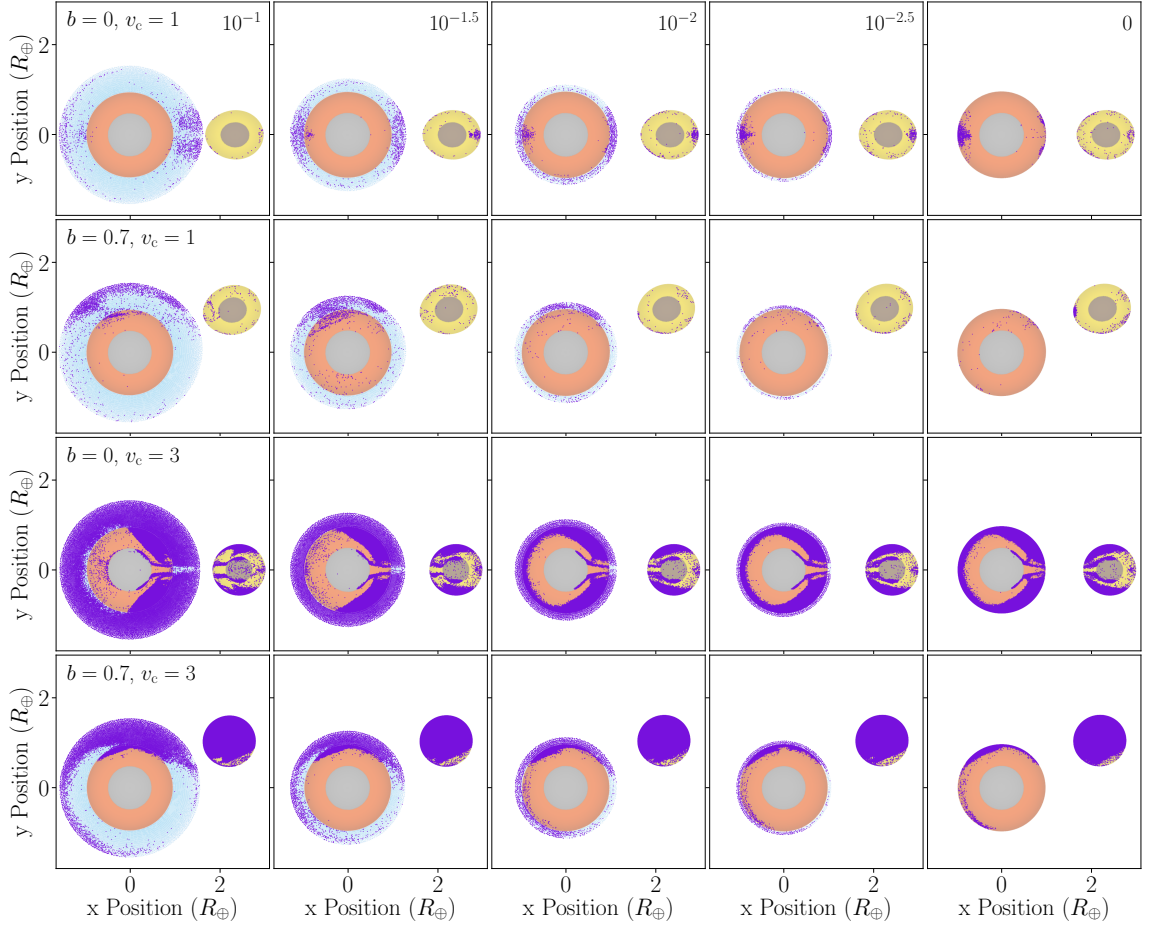 b = 0, v_c = 1
10^{-1}
10^{-1.5}
10^{-2}
10^{-2.5}
0
y Position (R_⊕)
2
0
b = 0.7, v_c = 1
y Position (R_⊕)
2
0
b = 0, v_c = 3
y Position (R_⊕)
2
0
b = 0.7, v_c = 3
y Position (R_⊕)
2
0
0 2 0 2 0 2 0 2 0 2
x Position (R_⊕) x Position (R_⊕) x Position (R_⊕) x Position (R_⊕) x Position (R_⊕)